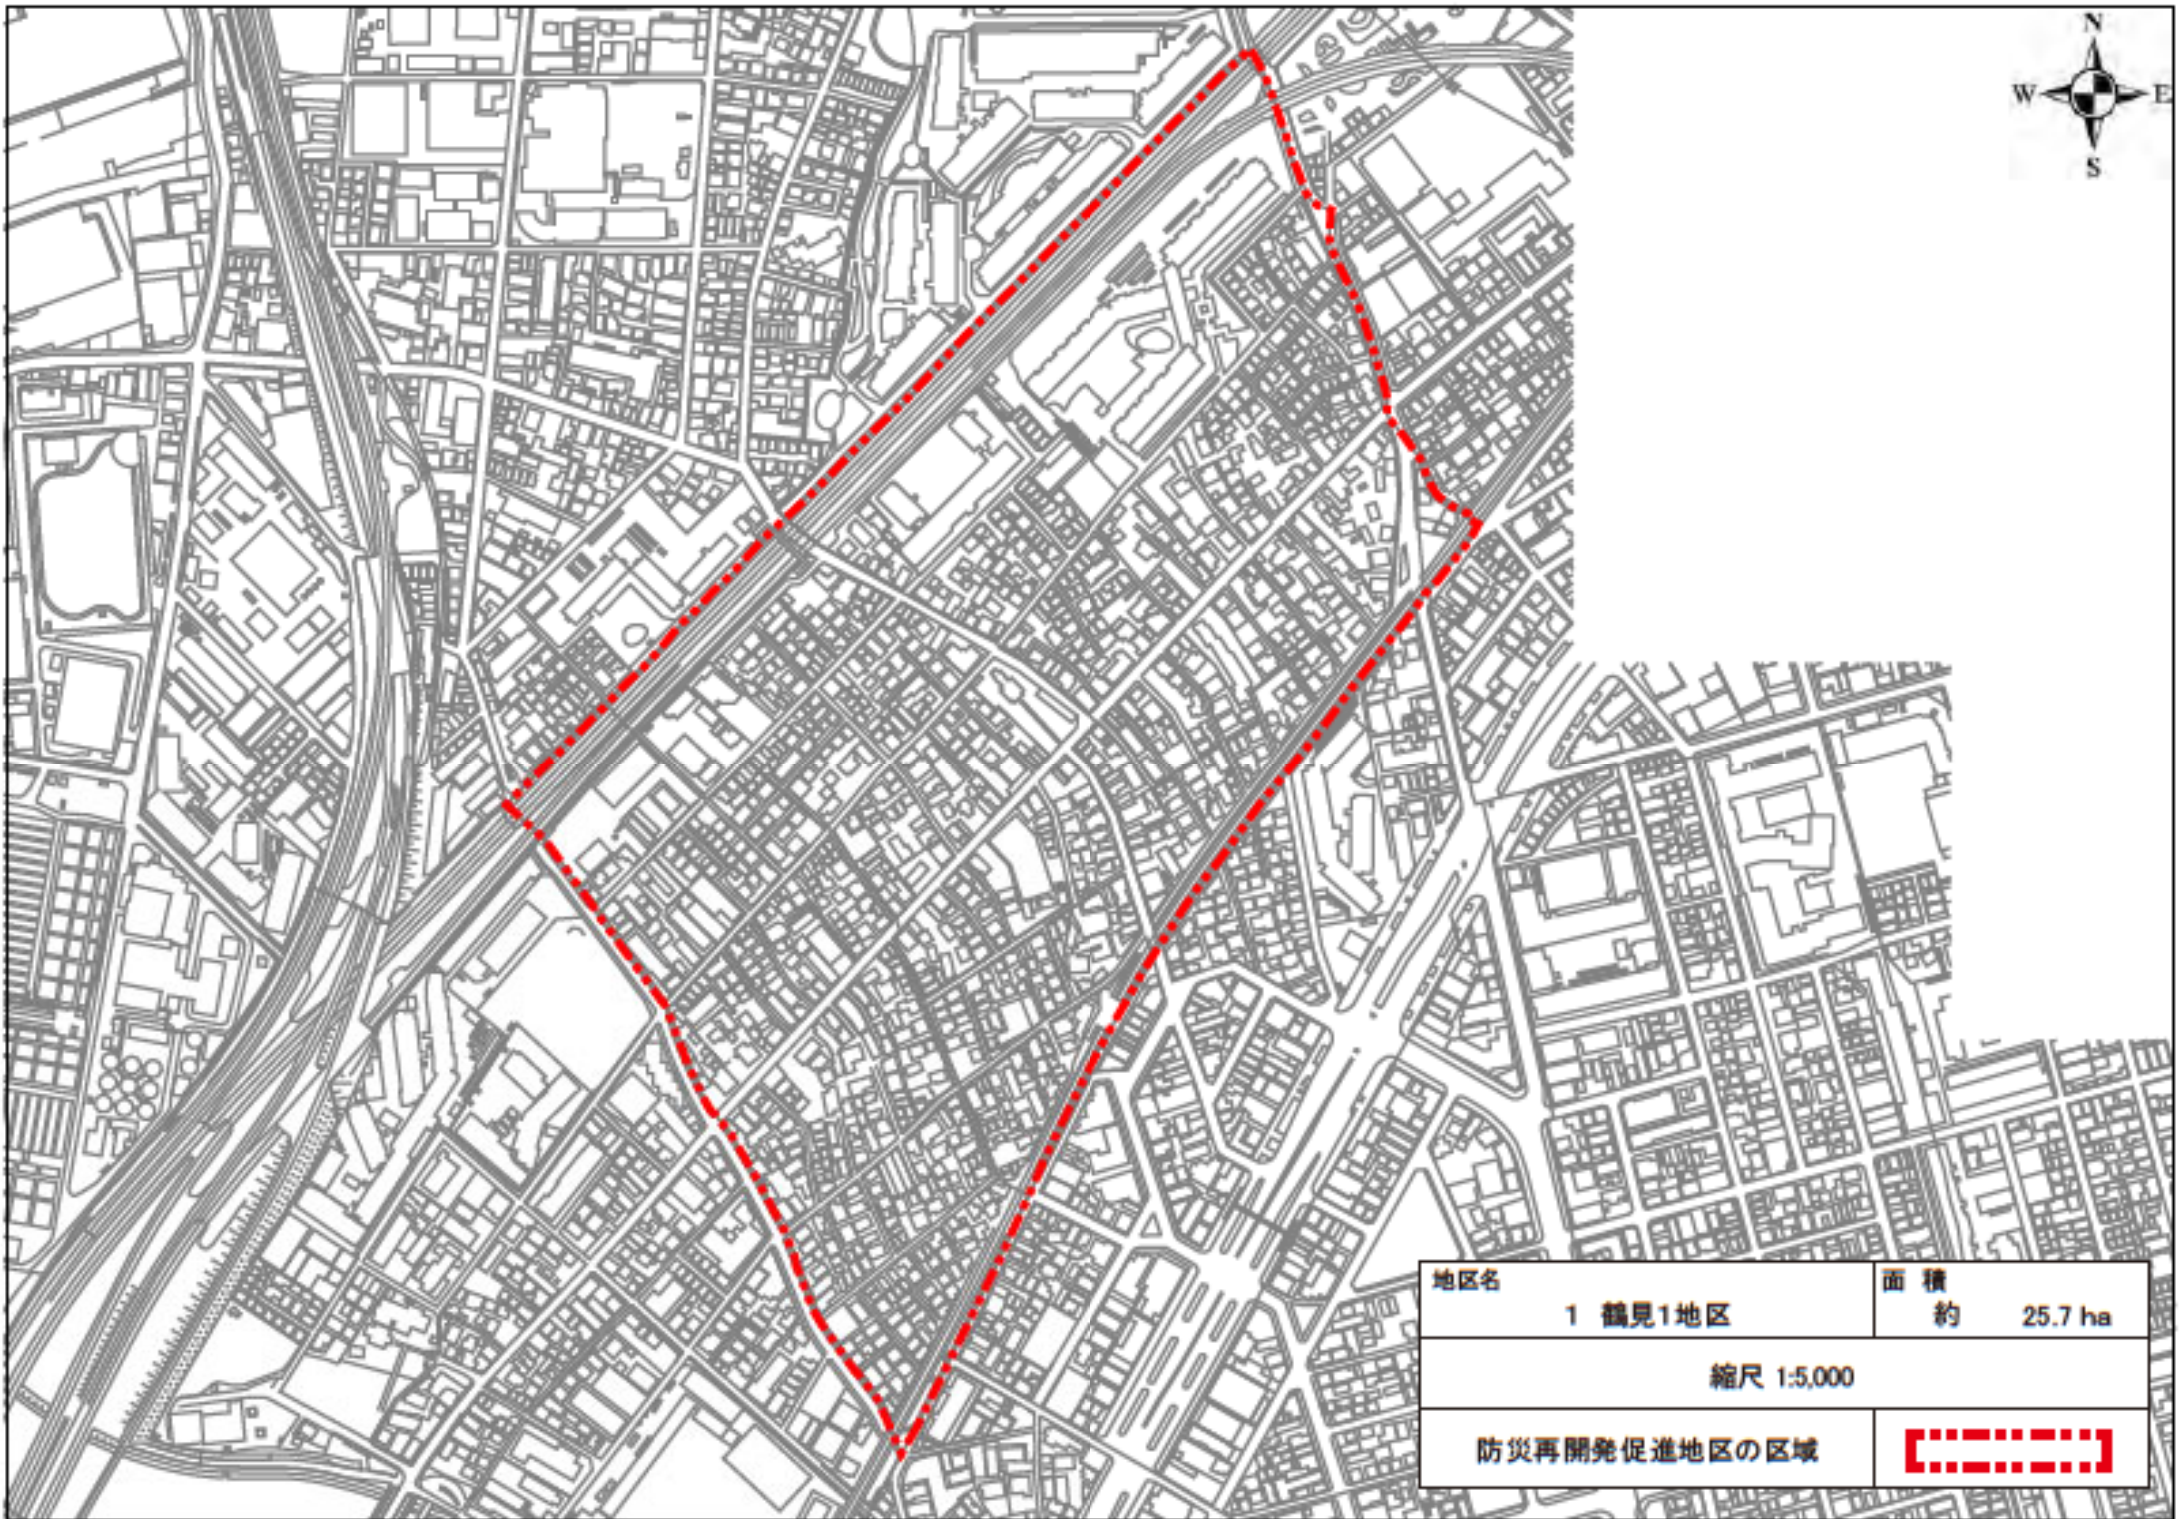 N
W E
S
地区名
1 鶴見1地区
面 積
約 25.7 ha
縮尺 1:5,000
防災再開発促進地区の区域